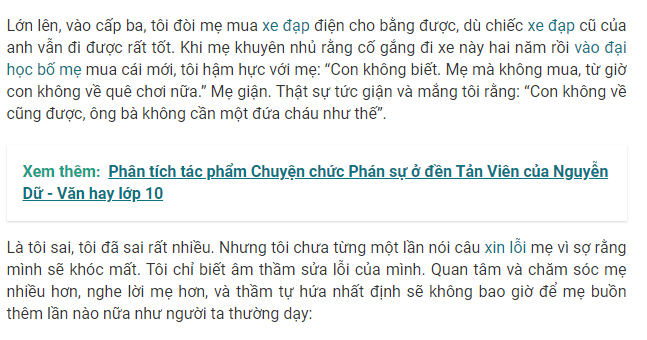 Lớn lên, vào cấp ba, tôi đòi mẹ mua xe đạp điện cho bằng được, dù chiếc xe đạp cũ của
anh vẫn đi được rất tốt. Khi mẹ khuyên nhủ rằng cố gắng đi xe này hai năm rồi vào đại
học bố mẹ mua cái mới, tôi hậm hực với mẹ: “Con không biết. Mẹ mà không mua, từ giờ
con không về quê chơi nữa.” Mẹ giận. Thật sự tức giận và mắng tôi rằng: “Con không về
cũng được, ông bà không cần một đứa cháu như thế”.
Xem thêm: Phân tích tác phẩm Chuyện chức Phán sự ở đền Tản Viên của Nguyễn
Dữ - Văn hay lớp 10
Là tôi sai, tôi đã sai rất nhiều. Nhưng tôi chưa từng một lần nói câu xin lỗi mẹ vì sợ rằng
mình sẽ khóc mất. Tôi chỉ biết âm thầm sửa lỗi của mình. Quan tâm và chăm sóc mẹ
nhiều hơn, nghe lời mẹ hơn, và thầm tự hứa nhất định sẽ không bao giờ để mẹ buồn
thêm lần nào nữa như người ta thường dạy: